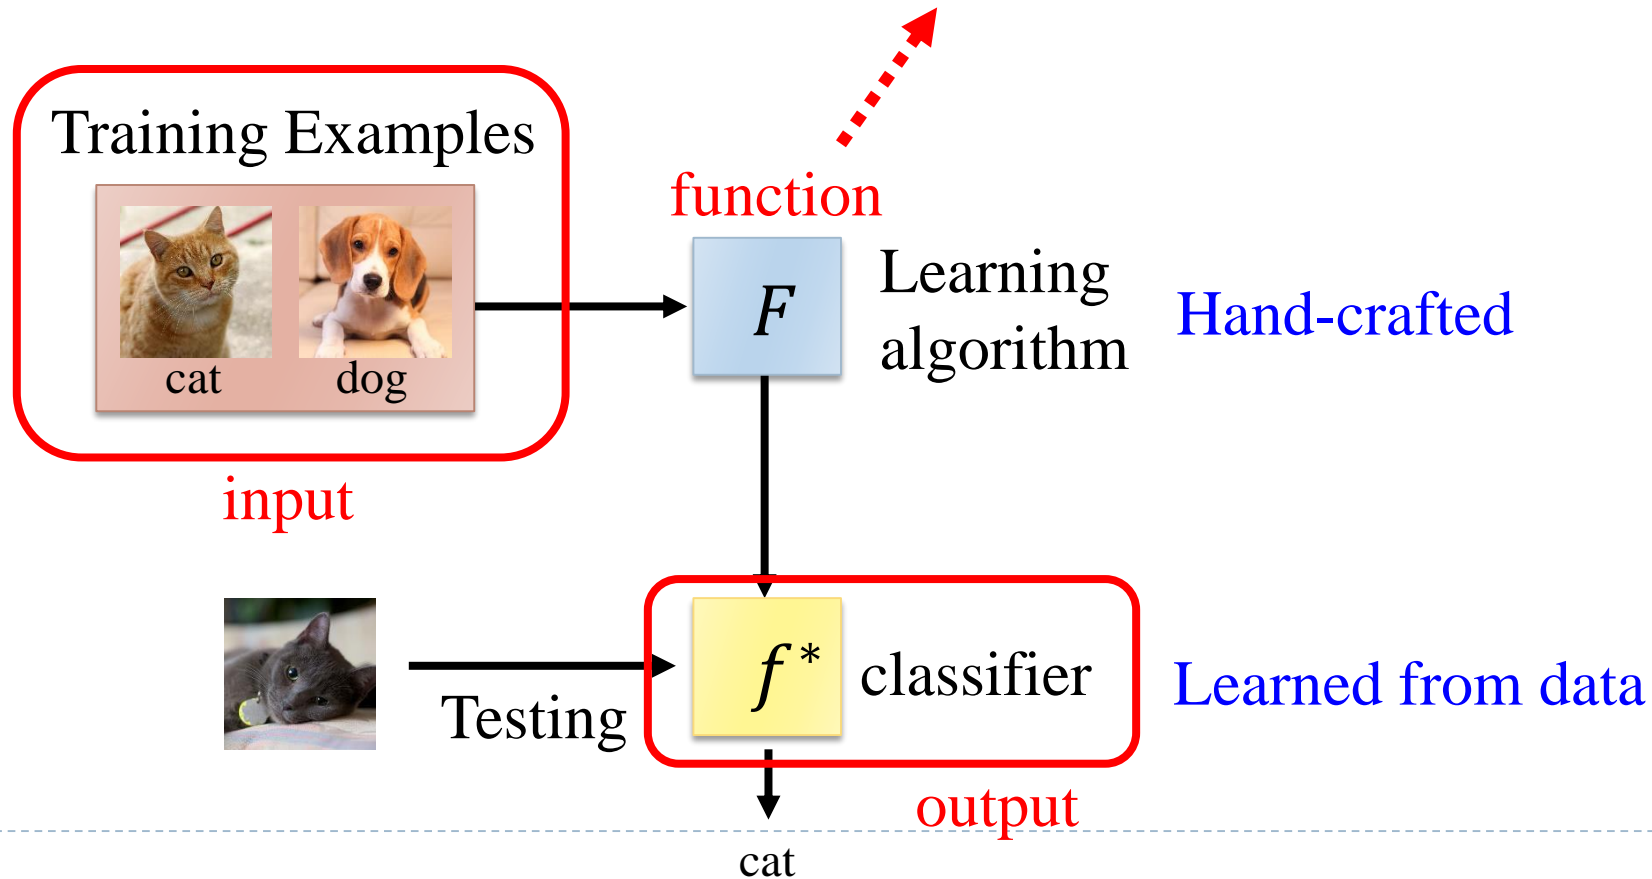 Training Examples
cat
dog
input
function
F
Learning
algorithm
Hand-crafted
Testing
f*
classifier
Learned from data
output
cat